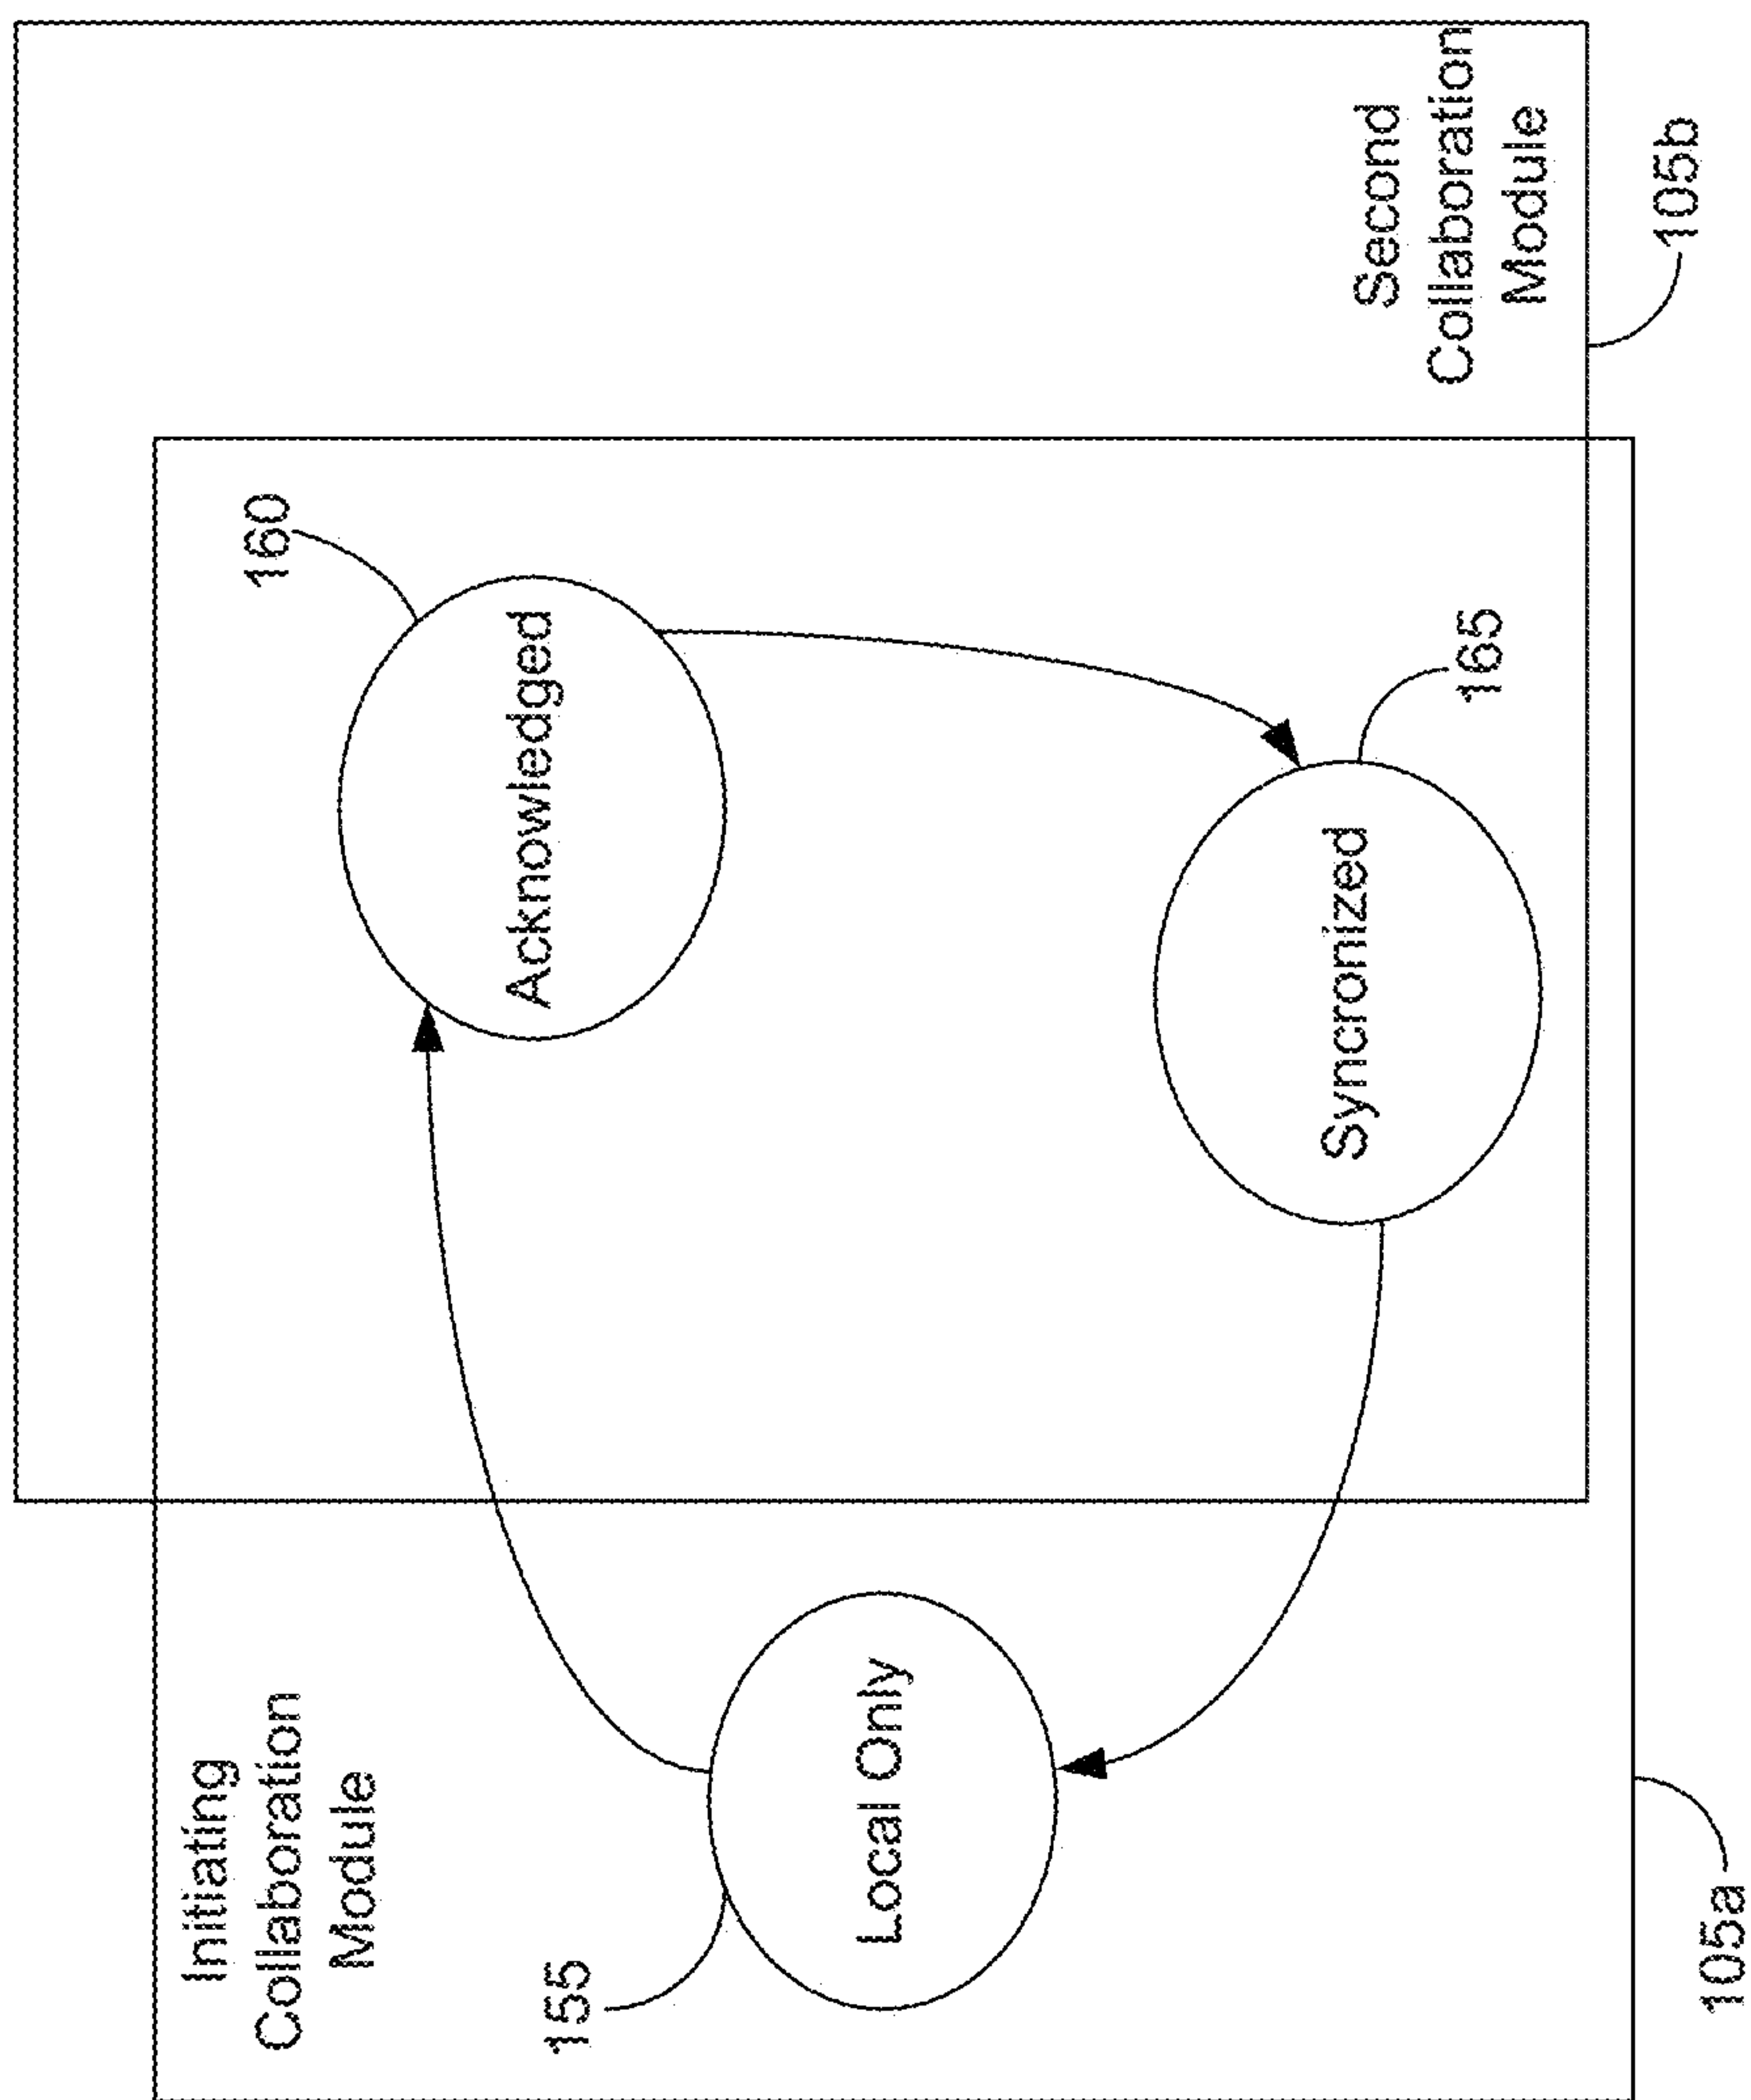 Initiating
Collaboration
Module
155
Local Only
160
Acknowledged
Syncronized
165
Second
Collaboration
Module
105a
105b